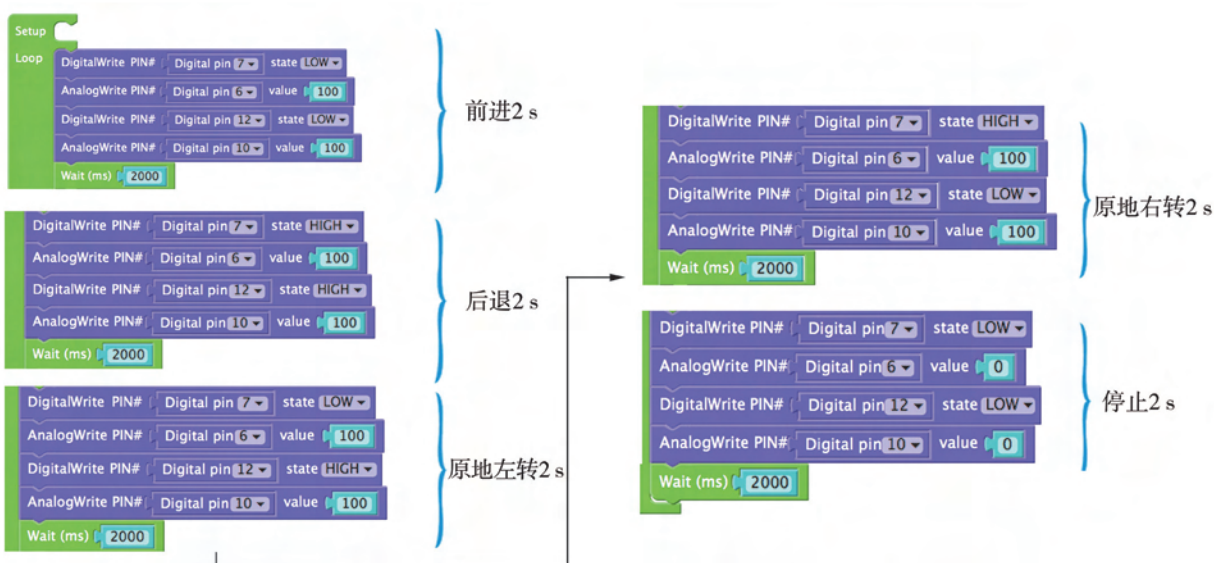 Setup
Loop
DigitalWrite PIN# Digital pin 7 state LOW
AnalogWrite PIN# Digital pin 6 value 100
DigitalWrite PIN# Digital pin 12 state LOW
AnalogWrite PIN# Digital pin 10 value 100
Wait (ms) 2000
前进2 s
DigitalWrite PIN# Digital pin 7 state HIGH
AnalogWrite PIN# Digital pin 6 value 100
DigitalWrite PIN# Digital pin 12 state HIGH
AnalogWrite PIN# Digital pin 10 value 100
Wait (ms) 2000
后退2 s
DigitalWrite PIN# Digital pin 7 state LOW
AnalogWrite PIN# Digital pin 6 value 100
DigitalWrite PIN# Digital pin 12 state HIGH
AnalogWrite PIN# Digital pin 10 value 100
Wait (ms) 2000
原地左转2 s
DigitalWrite PIN# Digital pin 7 state HIGH
AnalogWrite PIN# Digital pin 6 value 100
DigitalWrite PIN# Digital pin 12 state LOW
AnalogWrite PIN# Digital pin 10 value 100
Wait (ms) 2000
原地右转2 s
DigitalWrite PIN# Digital pin 7 state LOW
AnalogWrite PIN# Digital pin 6 value 0
DigitalWrite PIN# Digital pin 12 state LOW
AnalogWrite PIN# Digital pin 10 value 0
Wait (ms) 2000
停止2 s